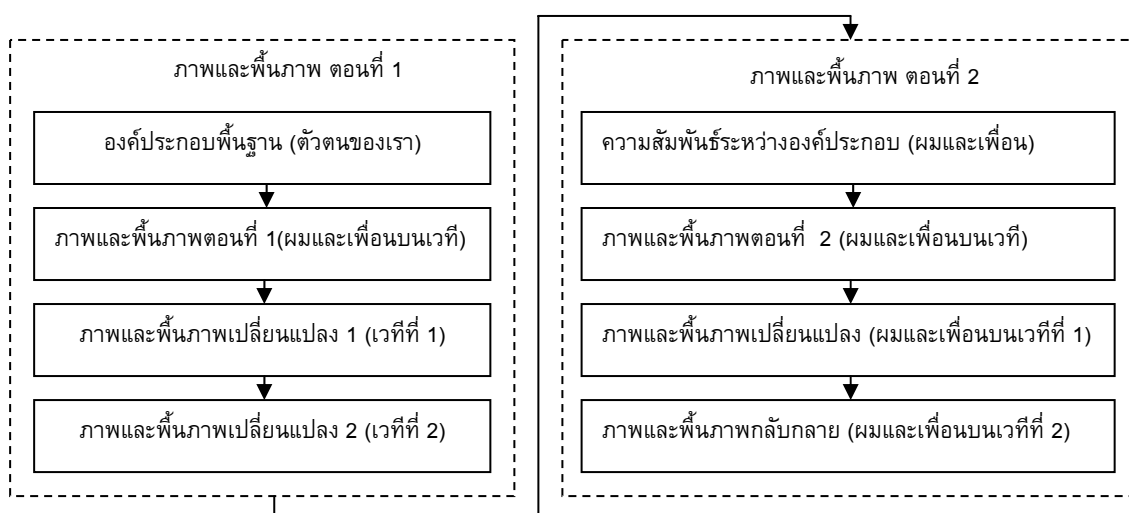 ภาพและพื้นภาพ ตอนที่ 1
องค์ประกอบพื้นฐาน (ตัวตนของเรา)
ภาพและพื้นภาพตอนที่ 1(ผมและเพื่อนบนเวที)
ภาพและพื้นภาพเปลี่ยนแปลง 1 (เวทีที่ 1)
ภาพและพื้นภาพเปลี่ยนแปลง 2 (เวทีที่ 2)
ภาพและพื้นภาพ ตอนที่ 2
ความสัมพันธ์ระหว่างองค์ประกอบ (ผมและเพื่อน)
ภาพและพื้นภาพตอนที่ 2 (ผมและเพื่อนบนเวที)
ภาพและพื้นภาพเปลี่ยนแปลง (ผมและเพื่อนบนเวทีที่ 1)
ภาพและพื้นภาพกลับกลาย (ผมและเพื่อนบนเวทีที่ 2)